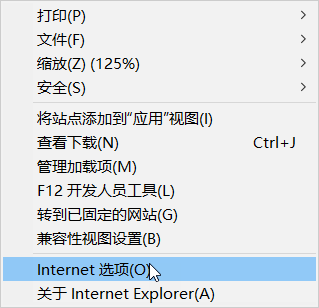 打印(P)
文件(F)
缩放(Z) (125%)
安全(S)
将站点添加到“应用”视图(I)
查看下载(N) Ctrl+J
管理加载项(M)
F12 开发人员工具(L)
转到已固定的网站(G)
兼容性视图设置(B)
Internet 选项(O)
关于 Internet Explorer(A)